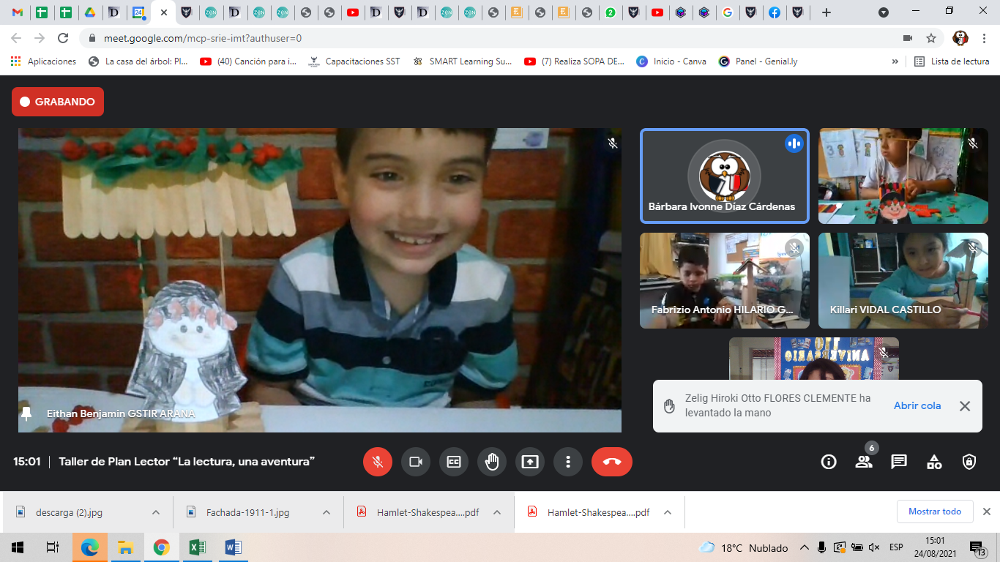 24
2
meet.google.com/mcp-srie-imt?authuser=0
Aplicaciones
La casa del árbol: Pl...
(40) Canción para i...
Capacitaciones SST
SMART Learning Su...
(7) Realiza SOPA DE...
Inicio - Canva
Panel - Genial.ly
»
Lista de lectura
GRABANDO
Bárbara Ivonne Díaz Cárdenas
Fabrizio Antonio HILARIO G...
Killari VIDAL CASTILLO
ANIVERSARIO
Eithan Benjamin GSTIR ARANA
Zelig Hiroki Otto FLORES CLEMENTE ha
levantado la mano
Abrir cola
15:01 | Taller de Plan Lector “La lectura, una aventura”
6
descarga (2).jpg
Fachada-1911-1.jpg
Hamlet-Shakespea....pdf
Hamlet-Shakespea....pdf
Mostrar todo
18°C Nublado
ESP
15:01
24/08/2021
13